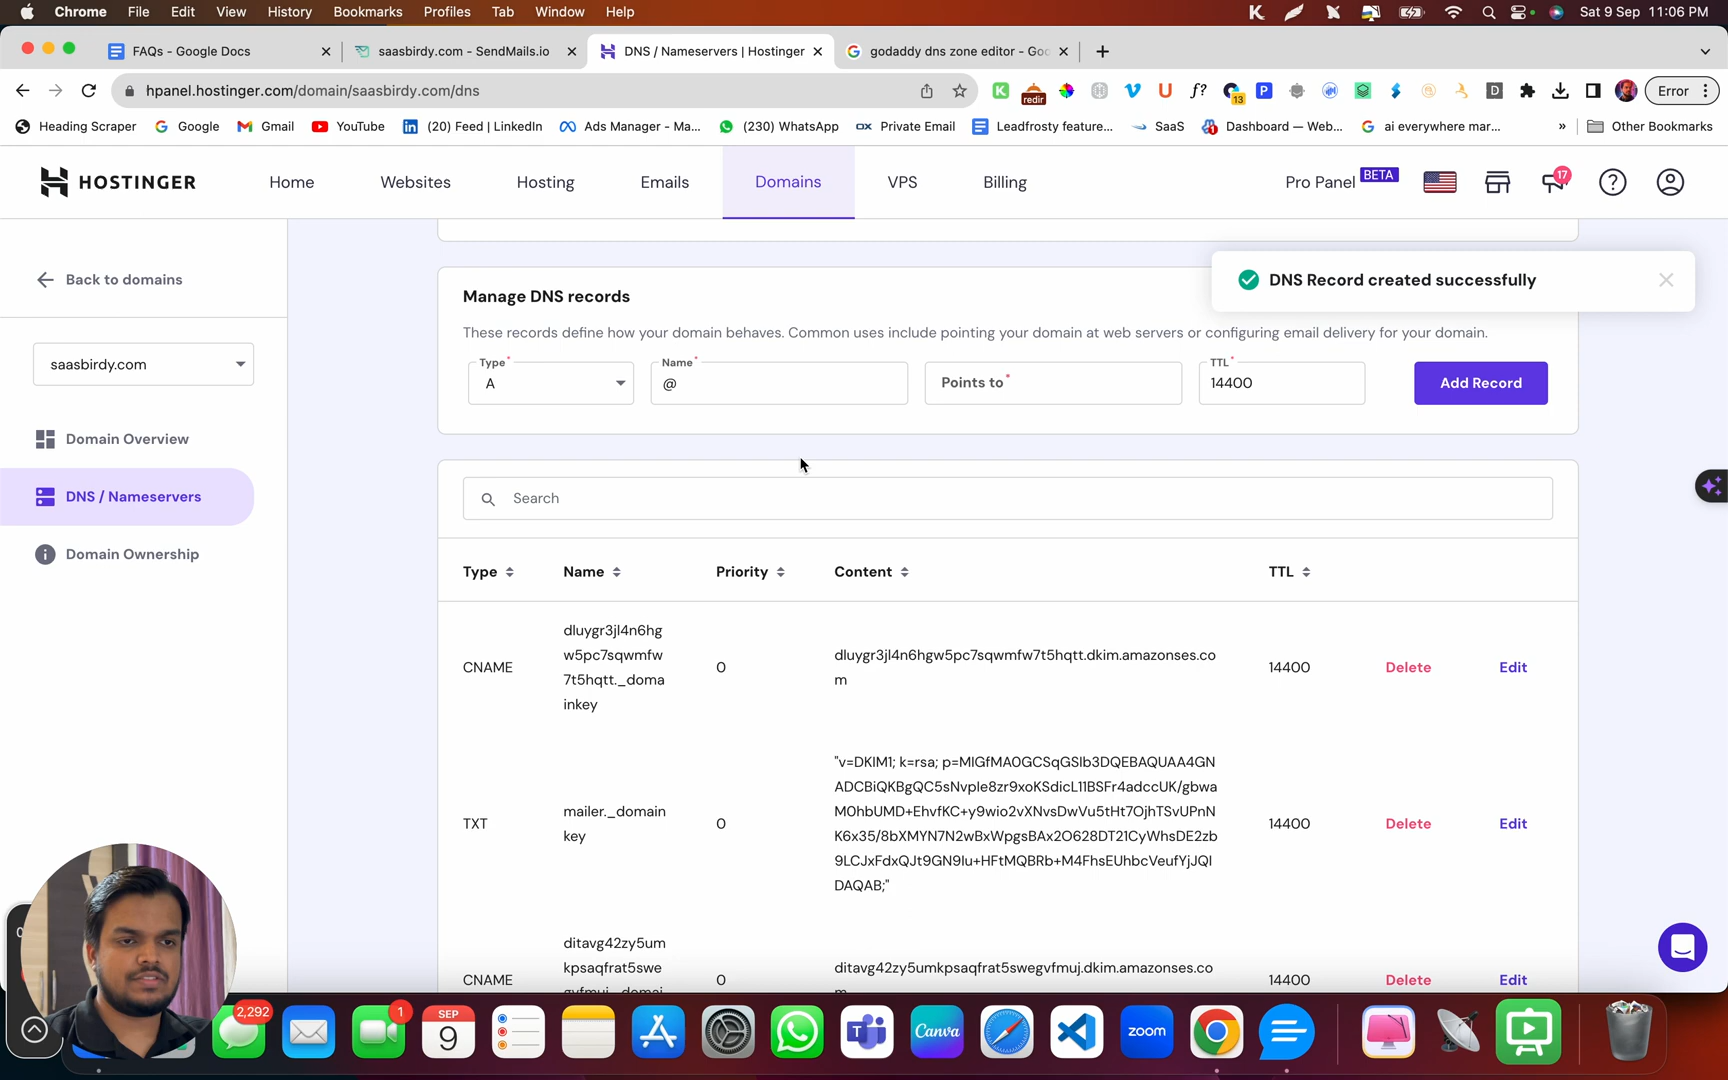 Chrome File Edit View History Bookmarks Profiles Tab Window Help Sat 9 Sep 11:06 PM
FAQs - Google Docs saasbirdy.com - SendMails.io DNS / Nameservers | Hostinger godaddy dns zone editor - Goo
hpanel.hostinger.com/domain/saasbirdy.com/dns redir f? 13 Error
Heading Scraper Google Gmail YouTube (20) Feed | LinkedIn Ads Manager - Ma... (230) WhatsApp OX Private Email Leadfrosty feature... SaaS Dashboard — Web... ai everywhere mar... » Other Bookmarks
HOSTINGER Home Websites Hosting Emails Domains VPS Billing Pro Panel BETA 17
Back to domains
DNS Record created successfully
Manage DNS records
These records define how your domain behaves. Common uses include pointing your domain at web servers or configuring email delivery for your domain.
saasbirdy.com
Type* Name* TTL*
A @ Points to* 14400 Add Record
Domain Overview
DNS / Nameservers
Domain Ownership
Search
Type Name Priority Content TTL
CNAME
dluygr3jl4n6hg
w5pc7sqwmfw
7t5hqtt._doma
inkey
0
dluygr3jl4n6hgw5pc7sqwmfw7t5hqtt.dkim.amazonses.co
m
14400 Delete Edit
TXT
mailer._domain
key
0
"v=DKIM1; k=rsa; p=MIGfMA0GCSqGSIb3DQEBAQUAA4GN
ADCBiQKBgQC5sNvple8zr9xoKSdicL11BSFr4adccUK/gbwa
M0hbUMD+EhvfKC+y9wio2vXNvsDwVu5tHt7OjhTSvUPnN
K6x35/8bXMYN7N2wBxWpgsBAx2O628DT21CyWhsDE2zb
9LCJxFdxQJt9GN9Iu+HFtMQBRb+M4FhsEUhbcVeufYjJQI
DAQAB;"
14400 Delete Edit
CNAME
ditavg42zy5um
kpsaqfrat5swe
gvfmuj._domai
0
ditavg42zy5umkpsaqfrat5swegvfmuj.dkim.amazonses.co
m
14400 Delete Edit
2,292 1 SEP 9 Canva zoom